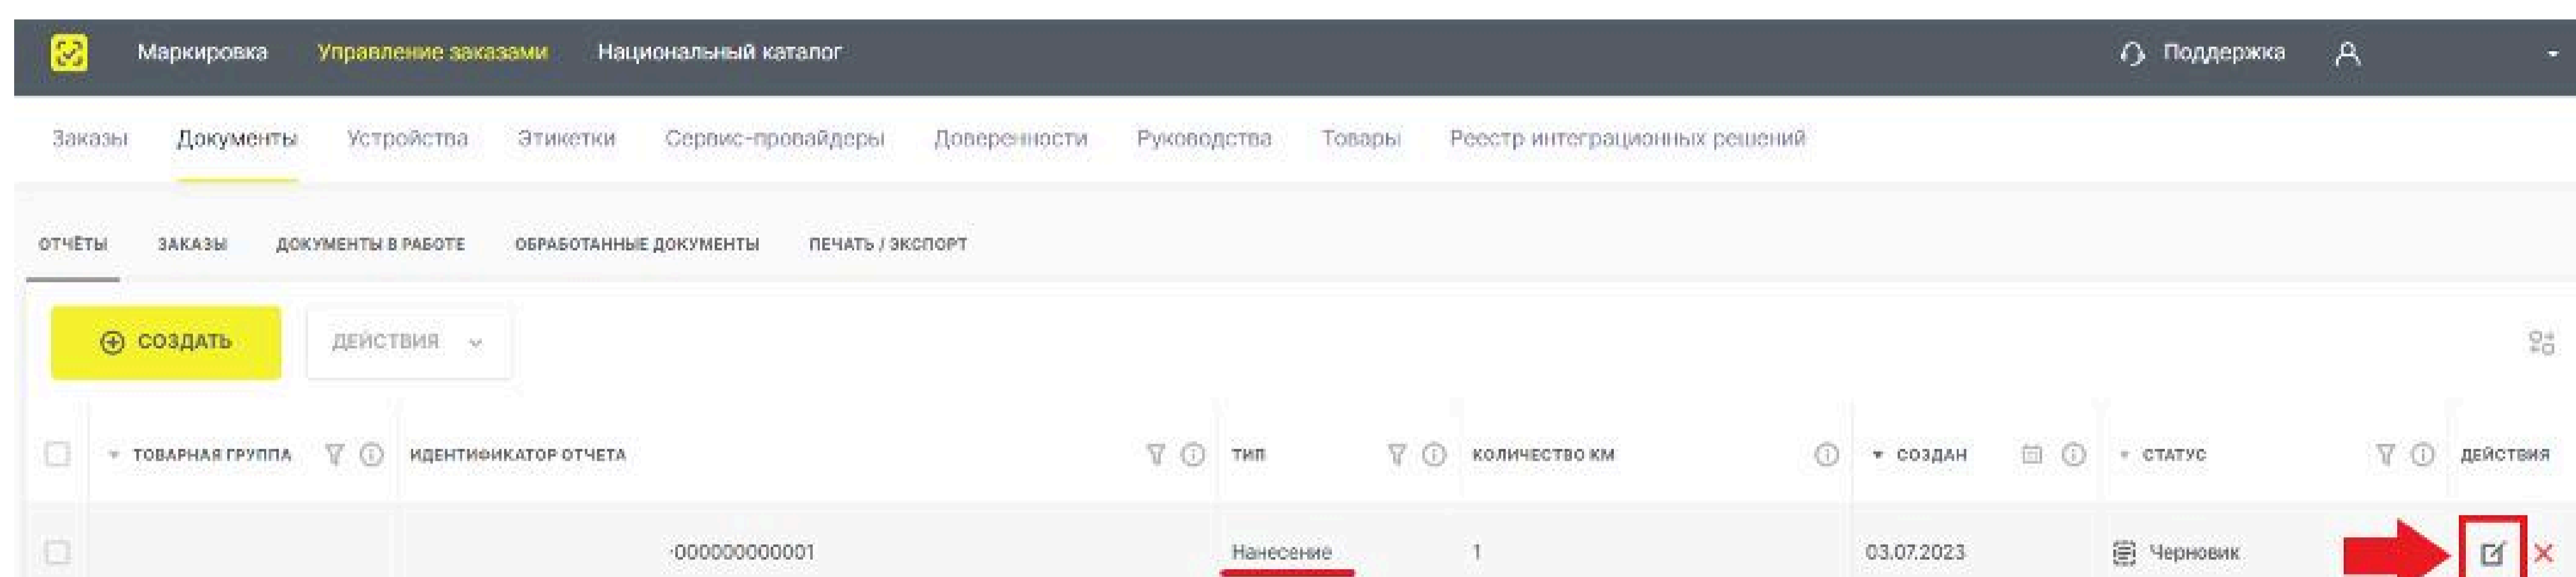 Маркировка Управление заказами Национальный каталог Поддержка
Заказы Документы Устройства Этикетки Сервис-провайдеры Доверенности Руководства Товары Реестр интеграционных решений
ОТЧЁТЫ ЗАКАЗЫ ДОКУМЕНТЫ В РАБОТЕ ОБРАБОТАННЫЕ ДОКУМЕНТЫ ПЕЧАТЬ / ЭКСПОРТ
СОЗДАТЬ ДЕЙСТВИЯ
ТОВАРНАЯ ГРУППА ИДЕНТИФИКАТОР ОТЧЕТА ТИП КОЛИЧЕСТВО КМ СОЗДАН СТАТУС ДЕЙСТВИЯ
-000000000001 Нанесение 1 03.07.2023 Черновик